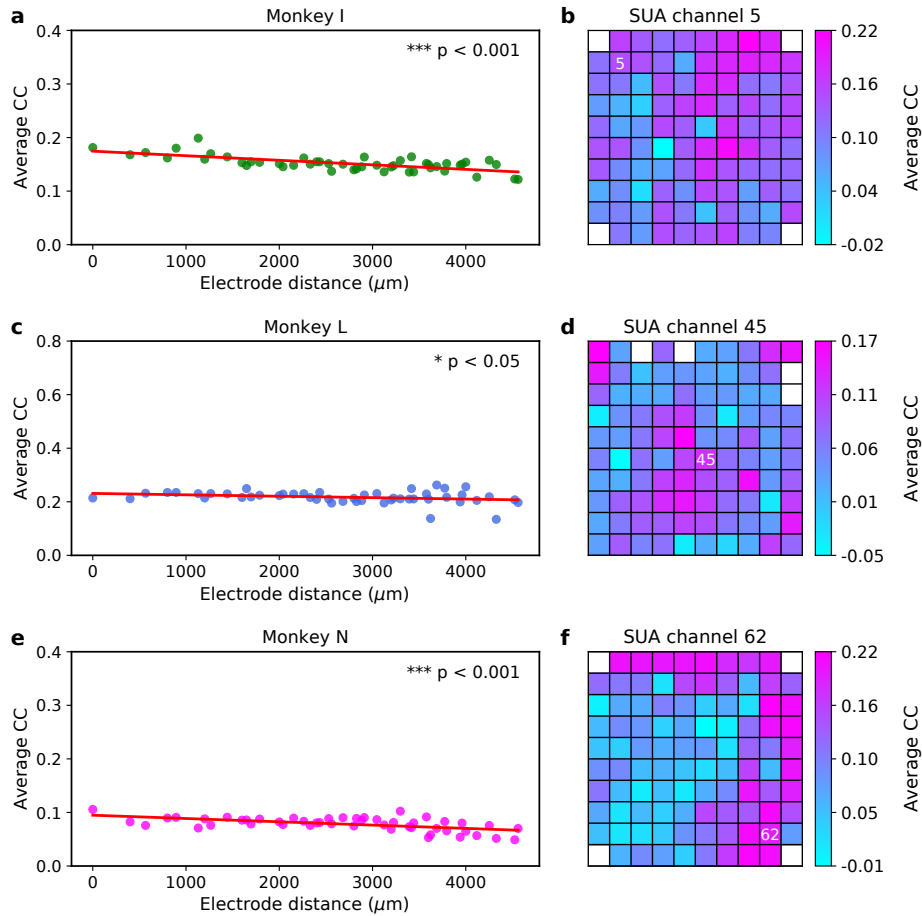 a
Monkey I
0.4
0.3
0.2
0.1
0.0
Average CC
*** p < 0.001
0 1000 2000 3000 4000
Electrode distance (μm)
b
SUA channel 5
5
0.22
0.16
0.10
0.04
-0.02
Average CC
c
Monkey L
0.8
0.6
0.4
0.2
0.0
Average CC
* p < 0.05
0 1000 2000 3000 4000
Electrode distance (μm)
d
SUA channel 45
45
0.17
0.12
0.06
0.01
-0.05
Average CC
e
Monkey N
0.4
0.3
0.2
0.1
0.0
Average CC
*** p < 0.001
0 1000 2000 3000 4000
Electrode distance (μm)
f
SUA channel 62
62
0.22
0.16
0.10
0.05
-0.01
Average CC